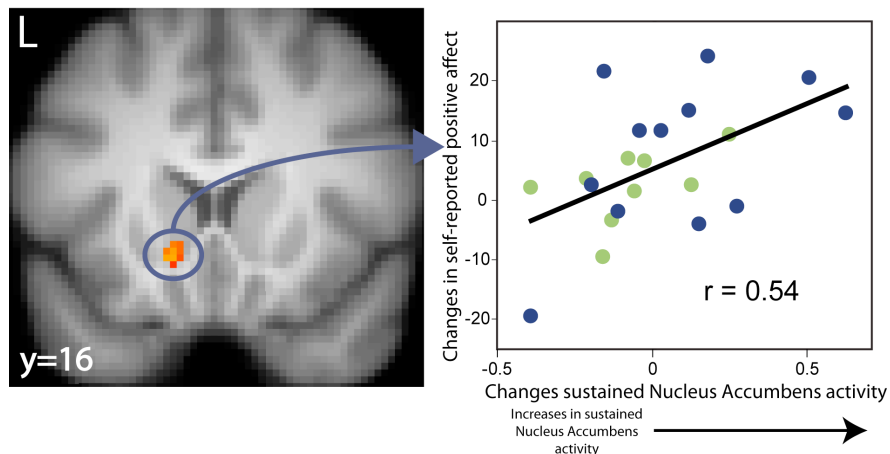 L
y=16
Changes in self-reported positive affect
20
10
0
-10
-20
r = 0.54
-0.5
0
0.5
Changes sustained Nucleus Accumbens activity
Increases in sustained
Nucleus Accumbens
activity